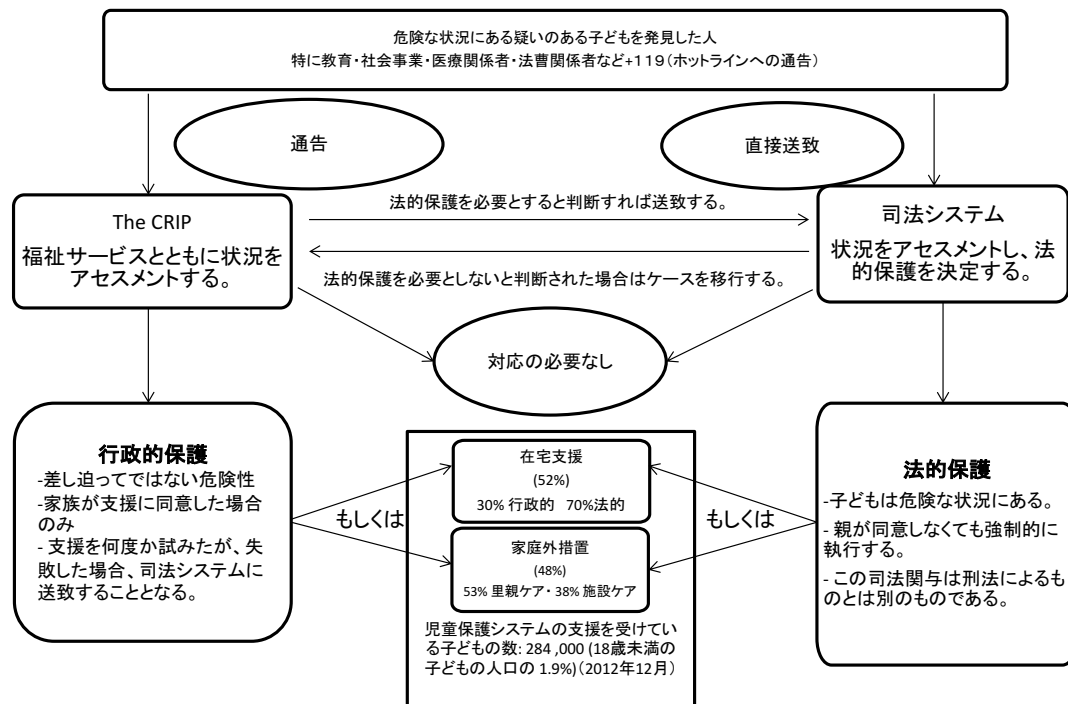 危険な状況にある疑いのある子どもを発見した人
特に教育・社会事業・医療関係者・法曹関係者など+119(ホットラインへの通告)
通告
直接送致
The CRIP
福祉サービスとともに状況を
アセスメントする。
法的保護を必要とすると判断すれば送致する。
法的保護を必要としないと判断された場合はケースを移行する。
司法システム
状況をアセスメントし、法
的保護を決定する。
対応の必要なし
行政的保護
-差し迫ってではない危険性
-家族が支援に同意した場合
のみ
- 支援を何度か試みたが、失
敗した場合、司法システムに
送致することとなる。
もしくは
在宅支援
(52%)
30% 行政的 70%法的
家庭外措置
(48%)
53% 里親ケア・38% 施設ケア
児童保護システムの支援を受けてい
る子どもの数: 284 ,000 (18歳未満の
子どもの人口の 1.9%)(2012年12月)
もしくは
法的保護
-子どもは危険な状況にある。
- 親が同意しなくても強制的に
執行する。
- この司法関与は刑法によるも
のとは別のものである。